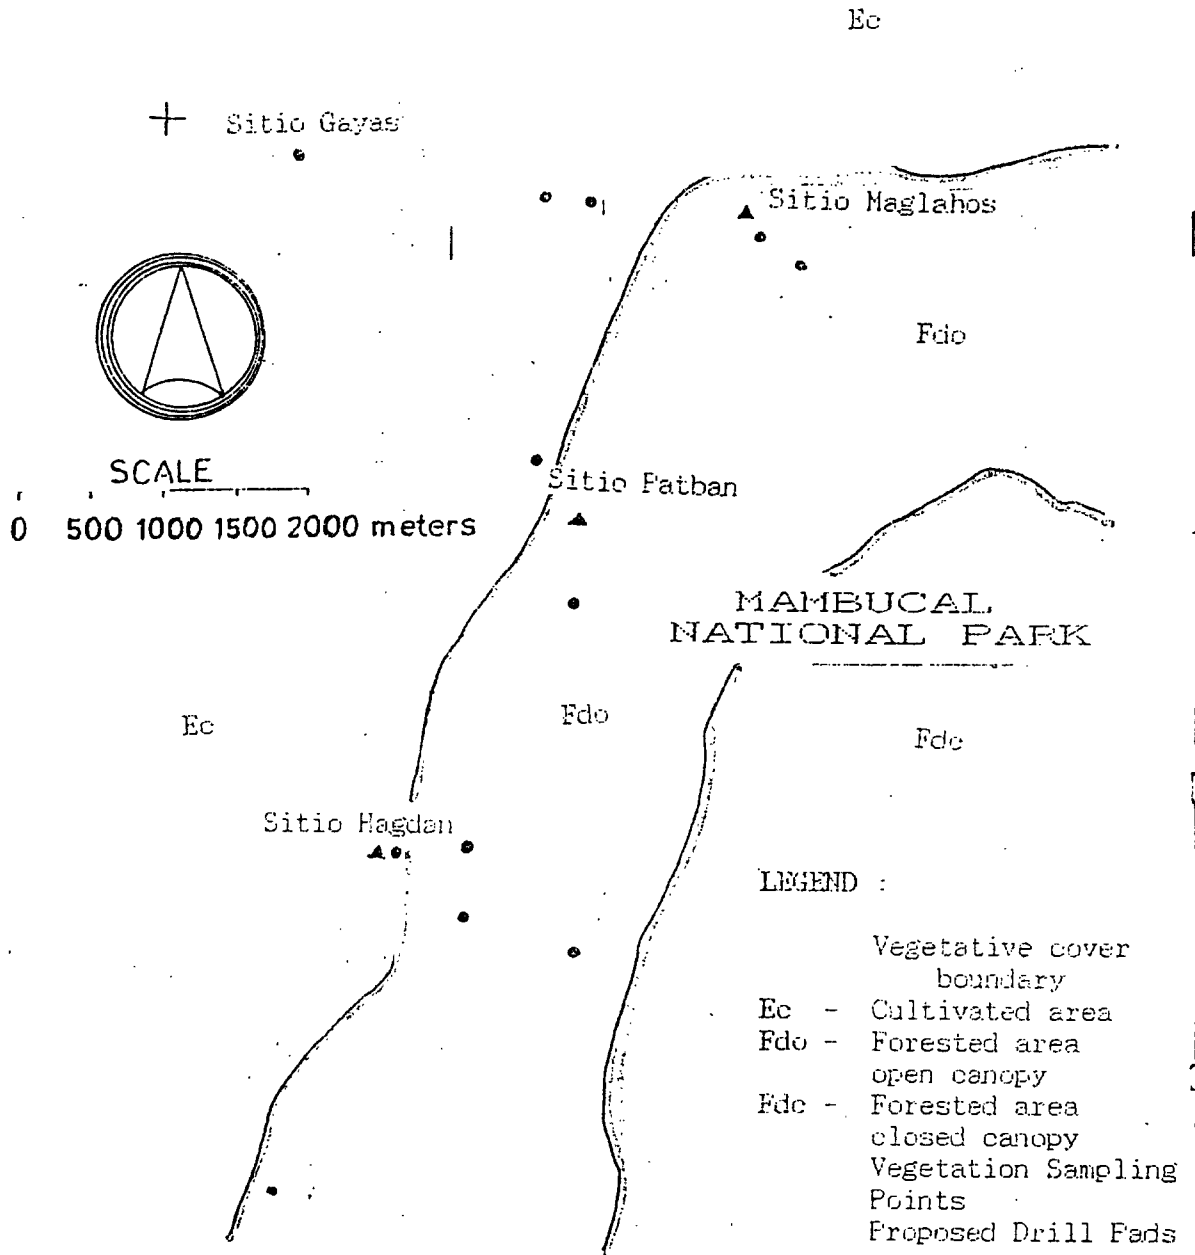 Ec
Sitio Gayas
Sitio Maglahos
Fdo
SCALE
0 500 1000 1500 2000 meters
Sitio Patban
MAMBUCAL
NATIONAL PARK
Ec
Fdo
Fdc
Sitio Hagdan
LEGEND :
Vegetative cover
boundary
Ec - Cultivated area
Fdo - Forested area
open canopy
Fdc - Forested area
closed canopy
Vegetation Sampling
Points
Proposed Drill Pads